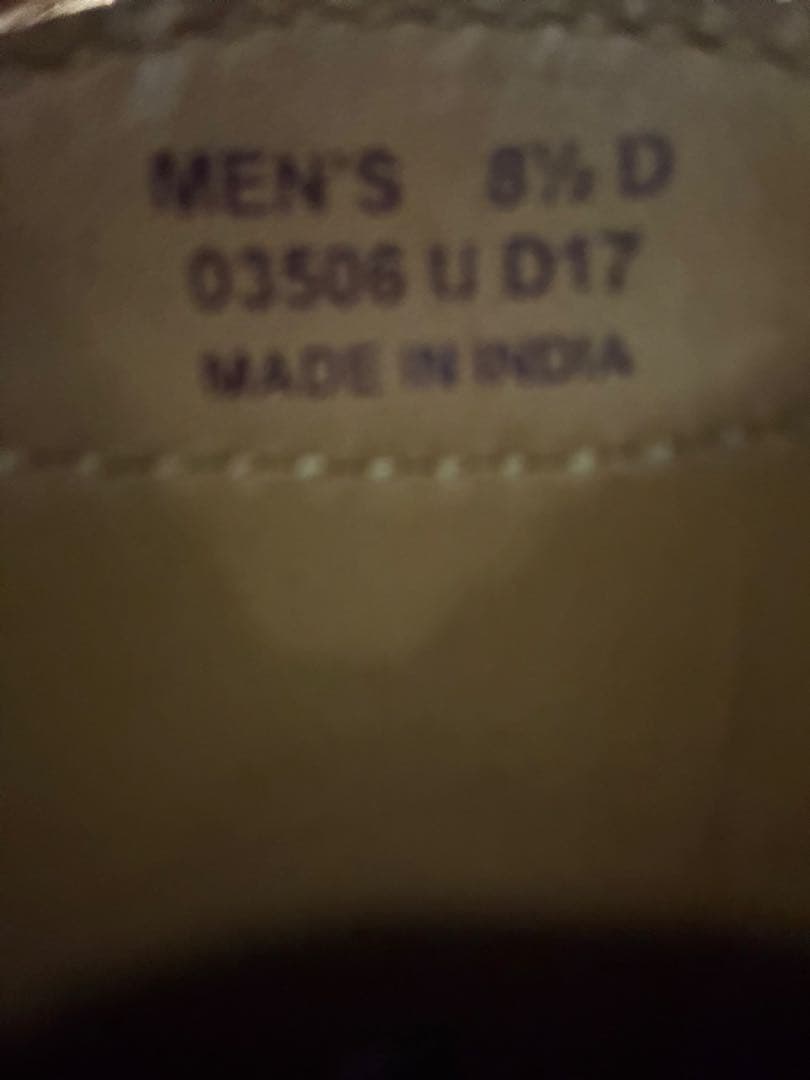 MEN'S 8½ D
03506 U D17
MADE IN INDIA